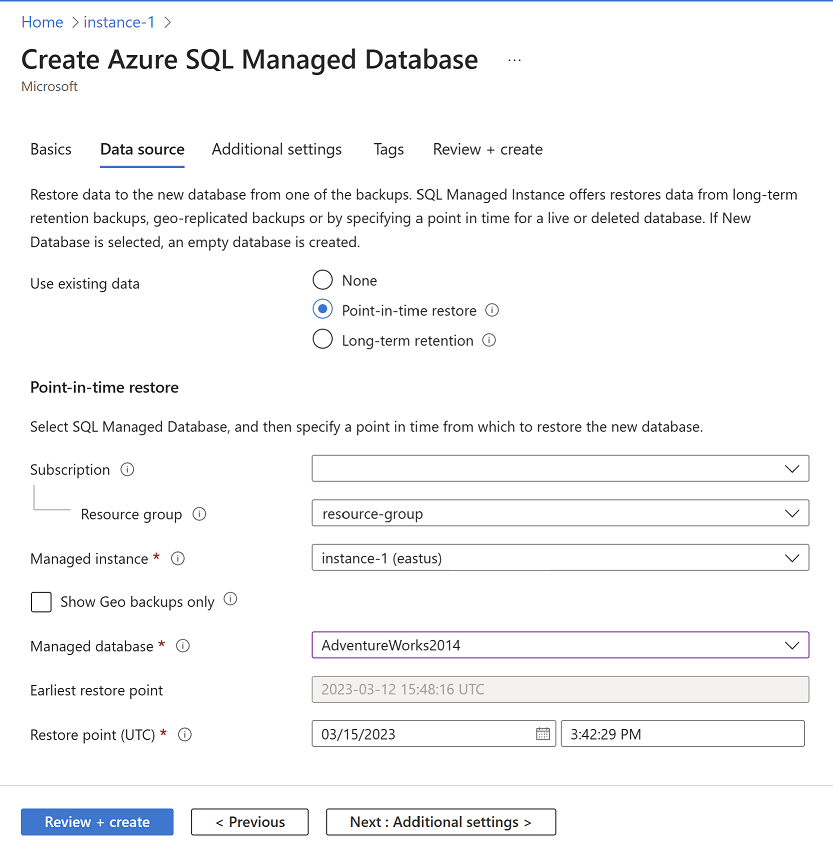 Home > instance-1 >
Create Azure SQL Managed Database ...
Microsoft
Basics Data source Additional settings Tags Review + create
Restore data to the new database from one of the backups. SQL Managed Instance offers restores data from long-term
retention backups, geo-replicated backups or by specifying a point in time for a live or deleted database. If New
Database is selected, an empty database is created.
Use existing data
None
Point-in-time restore
Long-term retention
Point-in-time restore
Select SQL Managed Database, and then specify a point in time from which to restore the new database.
Subscription
Resource group resource-group
Managed instance * instance-1 (eastus)
Show Geo backups only
Managed database * AdventureWorks2014
Earliest restore point 2023-03-12 15:48:16 UTC
Restore point (UTC) * 03/15/2023 3:42:29 PM
Review + create < Previous Next : Additional settings >